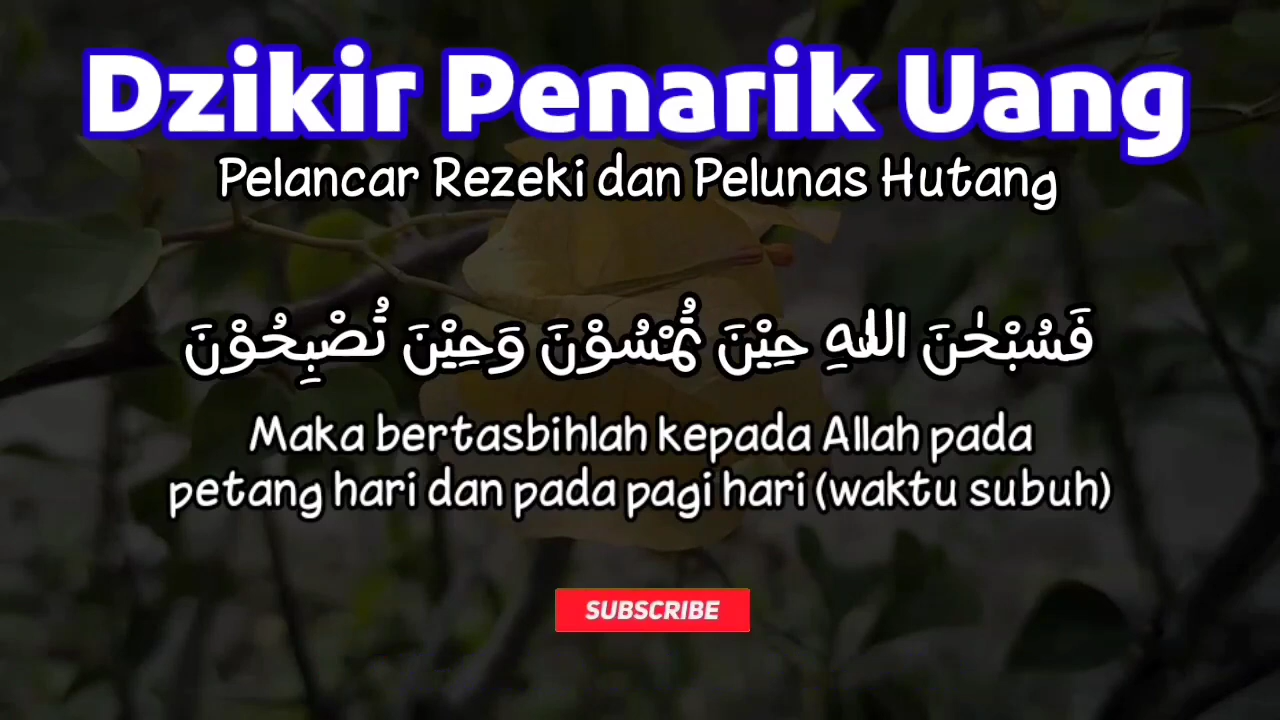 Dzikir Penarik Uang
Pelancar Rezeki dan Pelunas Hutang
فَسُبْحٰنَ اللّٰهِ حِيْنَ تُمْسُوْنَ وَحِيْنَ تُصْبِحُوْنَ
Maka bertasbihlah kepada Allah pada
petang hari dan pada pagi hari (waktu subuh)
SUBSCRIBE